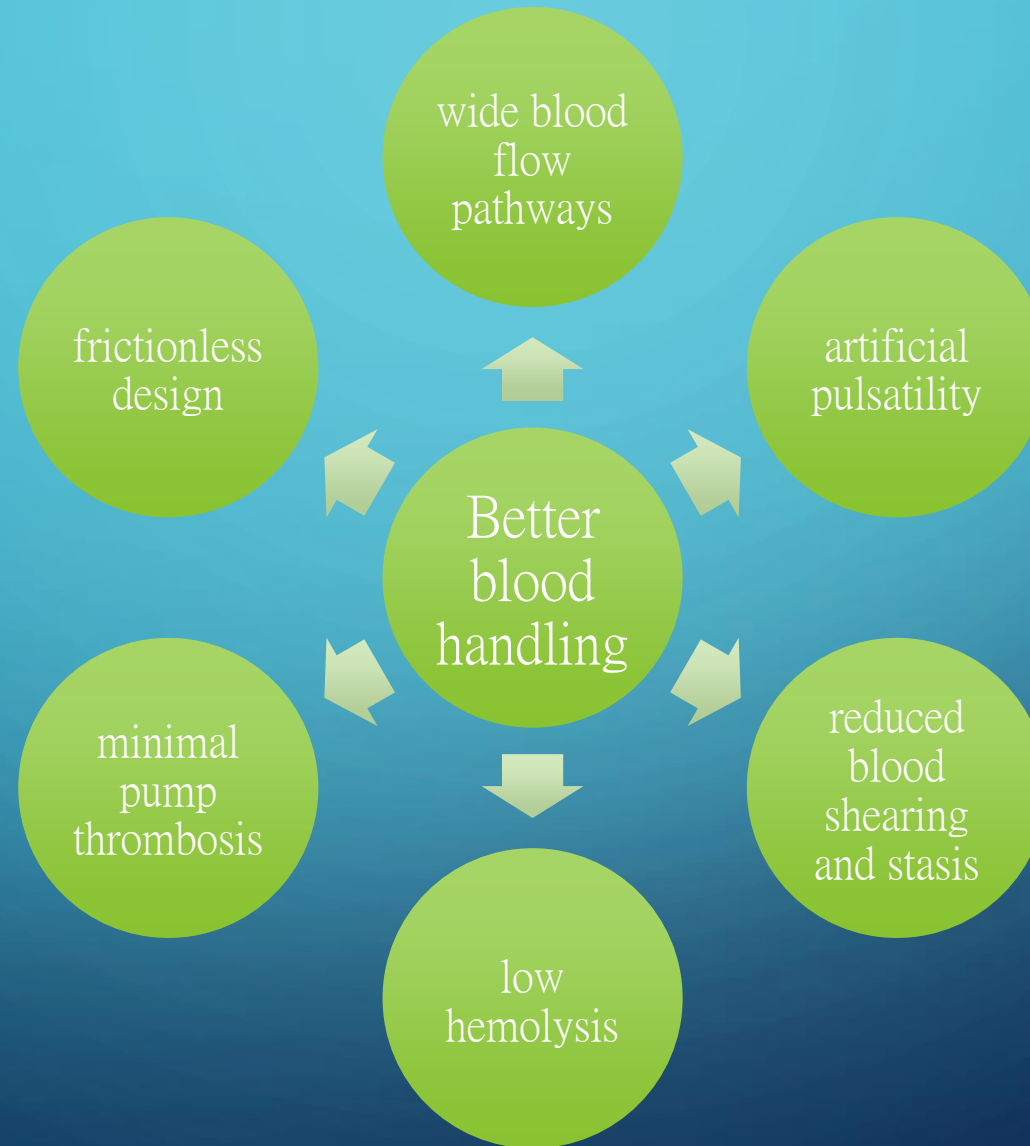 wide blood
flow
pathways
frictionless
design
artificial
pulsatility
Better
blood
handling
minimal
pump
thrombosis
reduced
blood
shearing
and stasis
low
hemolysis